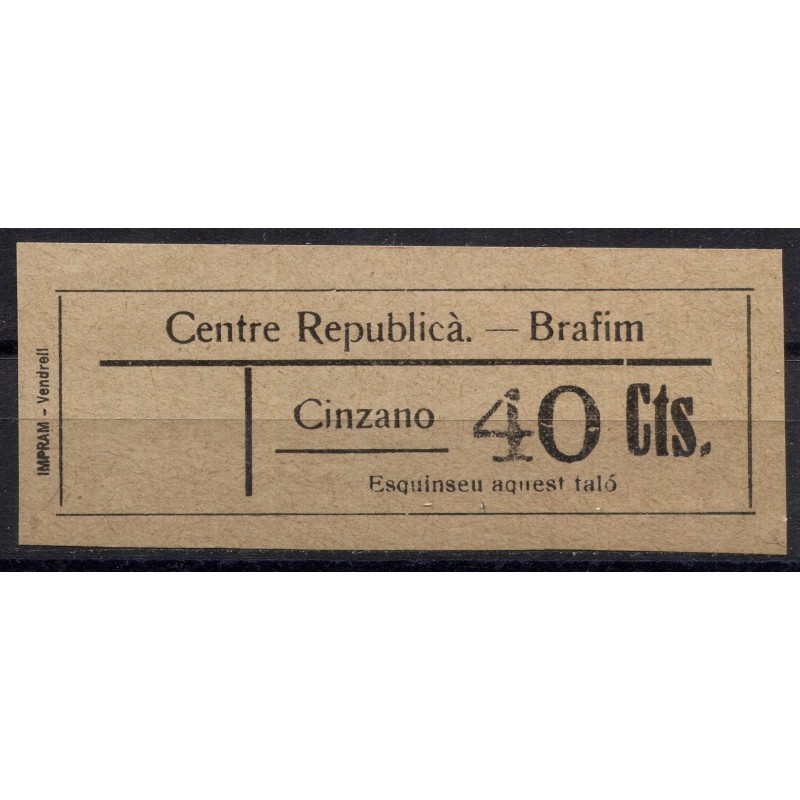 Centre Republicà. — Brafim
Cinzano 40 Cts.
Esquinseu aquest taló
IMPRAM - Vendrell